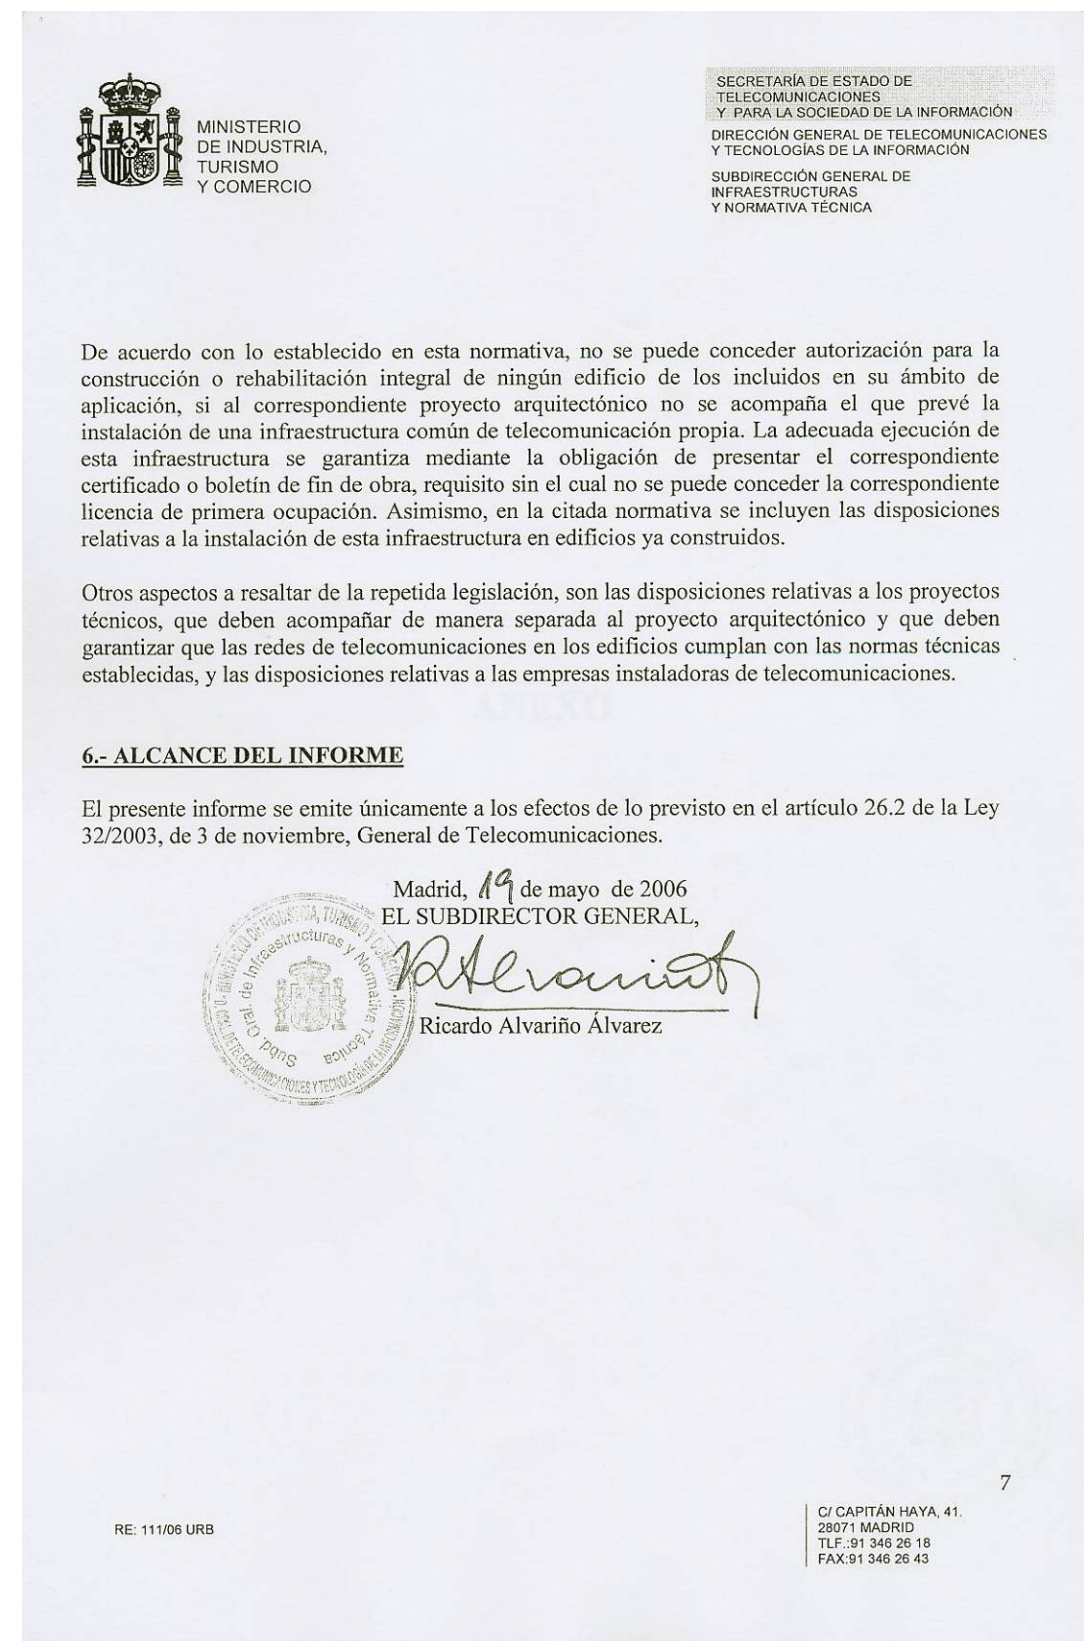 MINISTERIO
DE INDUSTRIA,
TURISMO
Y COMERCIO
SECRETARÍA DE ESTADO DE
TELECOMUNICACIONES
Y PARA LA SOCIEDAD DE LA INFORMACIÓN
DIRECCIÓN GENERAL DE TELECOMUNICACIONES
Y TECNOLOGÍAS DE LA INFORMACIÓN
SUBDIRECCIÓN GENERAL DE
INFRAESTRUCTURAS
Y NORMATIVA TÉCNICA
De acuerdo con lo establecido en esta normativa, no se puede conceder autorización para la
construcción o rehabilitación integral de ningún edificio de los incluidos en su ámbito de
aplicación, si al correspondiente proyecto arquitectónico no se acompaña el que prevé la
instalación de una infraestructura común de telecomunicación propia. La adecuada ejecución de
esta infraestructura se garantiza mediante la obligación de presentar el correspondiente
certificado o boletín de fin de obra, requisito sin el cual no se puede conceder la correspondiente
licencia de primera ocupación. Asimismo, en la citada normativa se incluyen las disposiciones
relativas a la instalación de esta infraestructura en edificios ya construidos.
Otros aspectos a resaltar de la repetida legislación, son las disposiciones relativas a los proyectos
técnicos, que deben acompañar de manera separada al proyecto arquitectónico y que deben
garantizar que las redes de telecomunicaciones en los edificios cumplan con las normas técnicas
establecidas, y las disposiciones relativas a las empresas instaladoras de telecomunicaciones.
6.- ALCANCE DEL INFORME
El presente informe se emite únicamente a los efectos de lo previsto en el artículo 26.2 de la Ley
32/2003, de 3 de noviembre, General de Telecomunicaciones.
Madrid, 19 de mayo de 2006
EL SUBDIRECTOR GENERAL,
Ricardo Alvariño Álvarez
MINISTERIO DE INDUSTRIA, TURISMO Y COMERCIO
Subd. Gral. de Infraestructuras y Normativa Técnica
7
RE: 111/06 URB
C/ CAPITÁN HAYA, 41.
28071 MADRID
TLF.:91 346 26 18
FAX:91 346 26 43